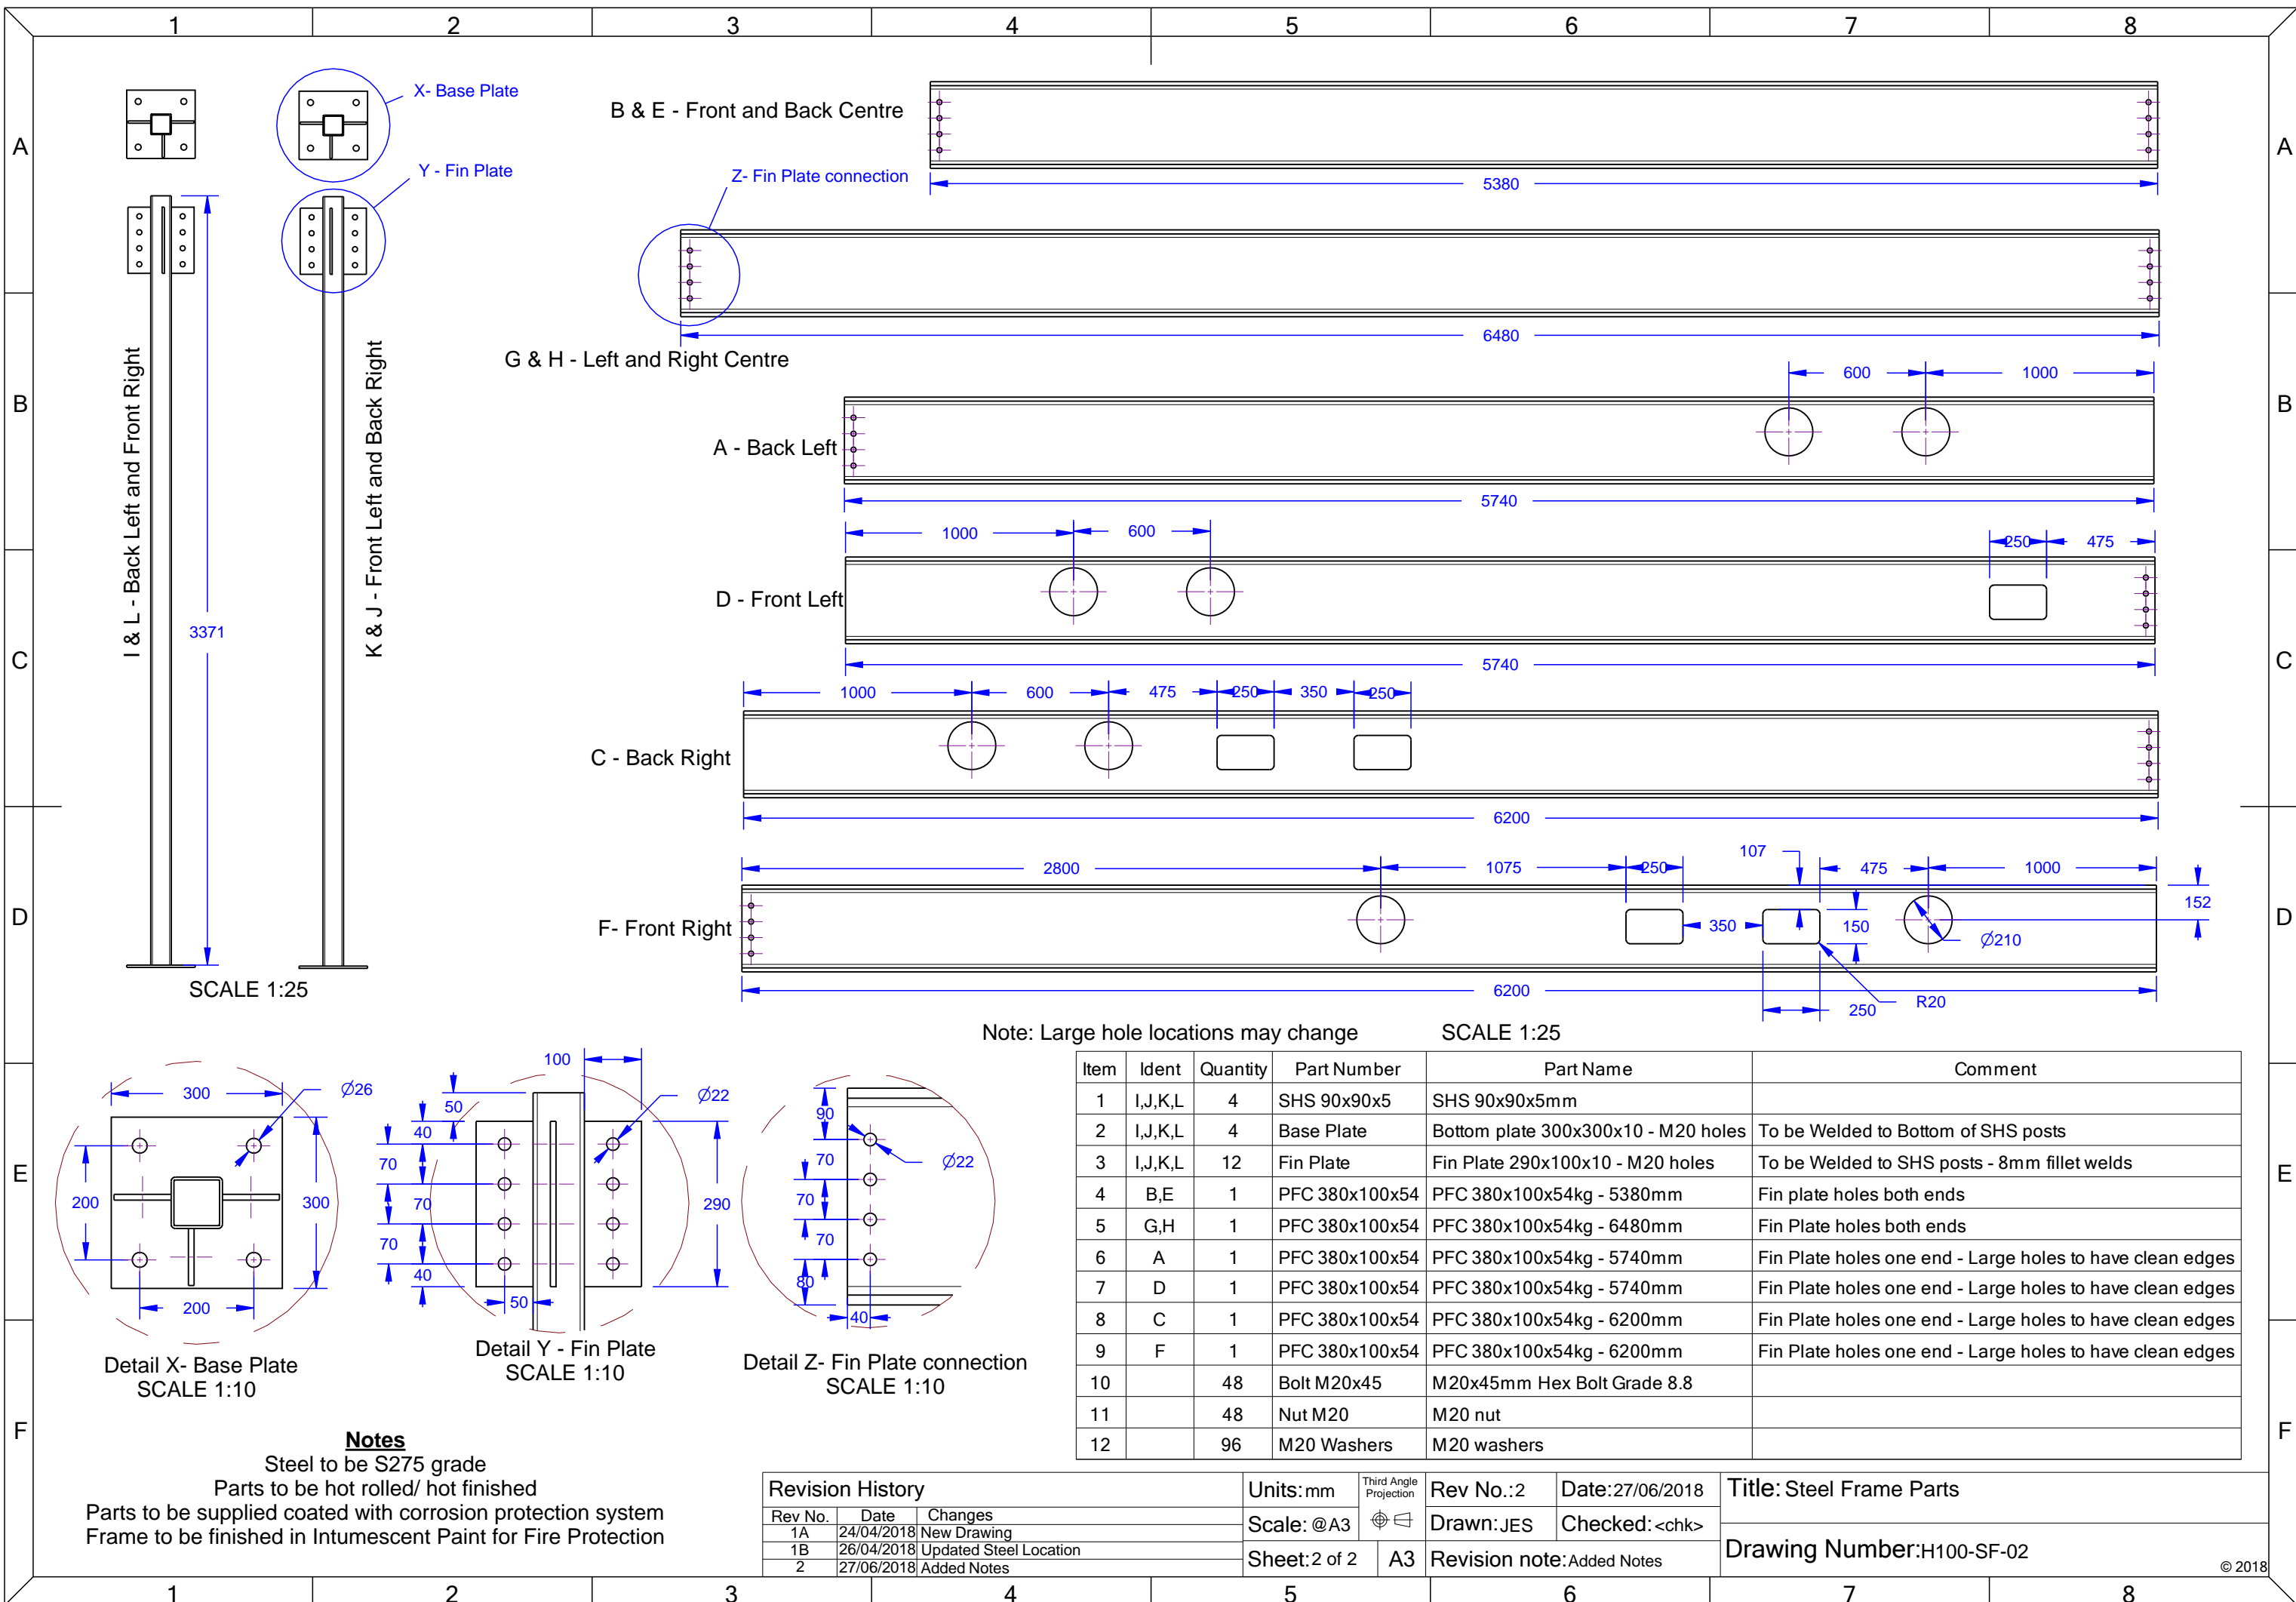 1 2 3 4 5 6 7 8
A
B
C
D
E
F
A
B
C
D
E
F
X- Base Plate
Y - Fin Plate
I & L - Back Left and Front Right
3371
K & J - Front Left and Back Right
SCALE 1:25
B & E - Front and Back Centre
5380
Z- Fin Plate connection
6480
G & H - Left and Right Centre
600 1000
A - Back Left
5740
1000 600 250 475
D - Front Left
5740
1000 600 475 250 350 250
C - Back Right
6200
2800 1075 250 107 475 1000
152
F- Front Right
350 150 Ø210
6200
R20
250
Note: Large hole locations may change SCALE 1:25
300 Ø26
200 300
200
Detail X- Base Plate
SCALE 1:10
100
50 Ø22
40
70
70
70
40
290
50
Detail Y - Fin Plate
SCALE 1:10
90
70 Ø22
70
70
80
40
Detail Z- Fin Plate connection
SCALE 1:10
Item Ident Quantity Part Number Part Name Comment
1 I,J,K,L 4 SHS 90x90x5 SHS 90x90x5mm
2 I,J,K,L 4 Base Plate Bottom plate 300x300x10 - M20 holes To be Welded to Bottom of SHS posts
3 I,J,K,L 12 Fin Plate Fin Plate 290x100x10 - M20 holes To be Welded to SHS posts - 8mm fillet welds
4 B,E 1 PFC 380x100x54 PFC 380x100x54kg - 5380mm Fin plate holes both ends
5 G,H 1 PFC 380x100x54 PFC 380x100x54kg - 6480mm Fin Plate holes both ends
6 A 1 PFC 380x100x54 PFC 380x100x54kg - 5740mm Fin Plate holes one end - Large holes to have clean edges
7 D 1 PFC 380x100x54 PFC 380x100x54kg - 5740mm Fin Plate holes one end - Large holes to have clean edges
8 C 1 PFC 380x100x54 PFC 380x100x54kg - 6200mm Fin Plate holes one end - Large holes to have clean edges
9 F 1 PFC 380x100x54 PFC 380x100x54kg - 6200mm Fin Plate holes one end - Large holes to have clean edges
10 48 Bolt M20x45 M20x45mm Hex Bolt Grade 8.8
11 48 Nut M20 M20 nut
12 96 M20 Washers M20 washers
Notes
Steel to be S275 grade
Parts to be hot rolled/ hot finished
Parts to be supplied coated with corrosion protection system
Frame to be finished in Intumescent Paint for Fire Protection
Revision History
Rev No. Date Changes
1A 24/04/2018 New Drawing
1B 26/04/2018 Updated Steel Location
2 27/06/2018 Added Notes
Units: mm
Third Angle
Projection
Rev No.:2
Date:27/06/2018
Title: Steel Frame Parts
Scale: @A3
Drawn: JES
Checked: <chk>
Sheet: 2 of 2 A3
Revision note: Added Notes
Drawing Number:H100-SF-02
© 2018
1 2 3 4 5 6 7 8